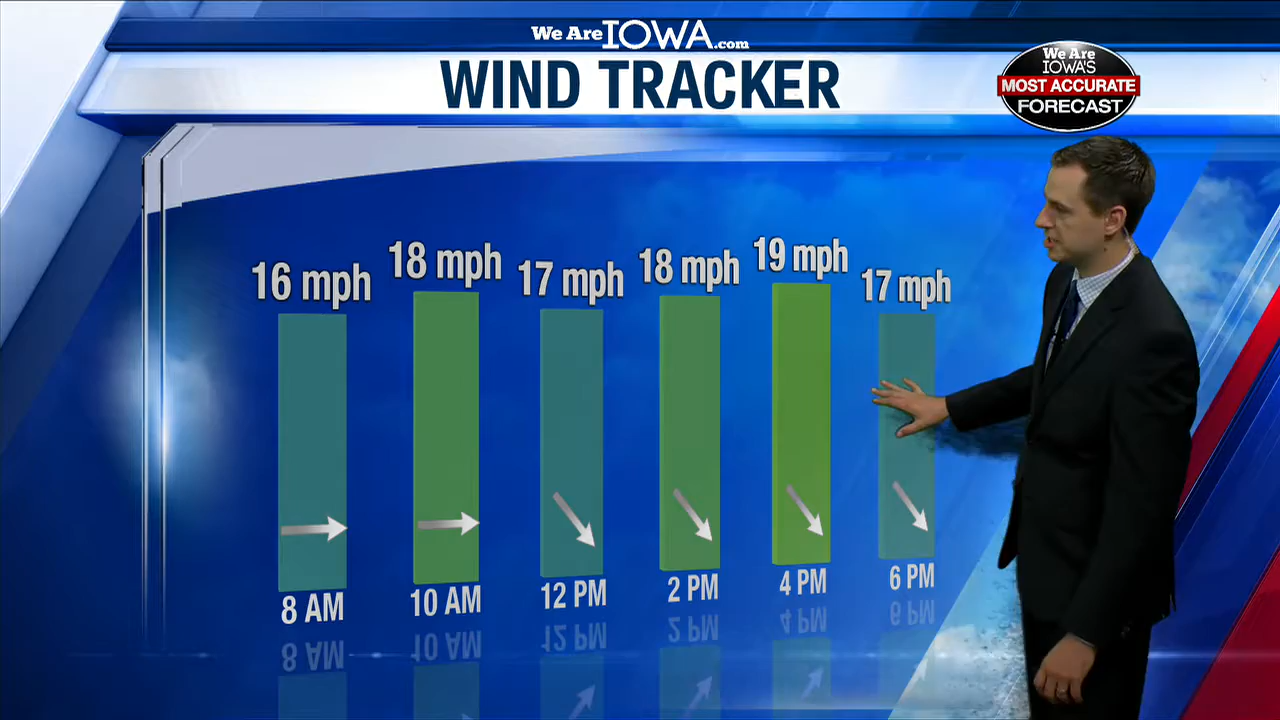 We Are IOWA.com
WIND TRACKER
We Are
IOWA'S
MOST ACCURATE
FORECAST
16 mph
18 mph
17 mph
18 mph
19 mph
17 mph
8 AM
10 AM
12 PM
2 PM
4 PM
6 PM